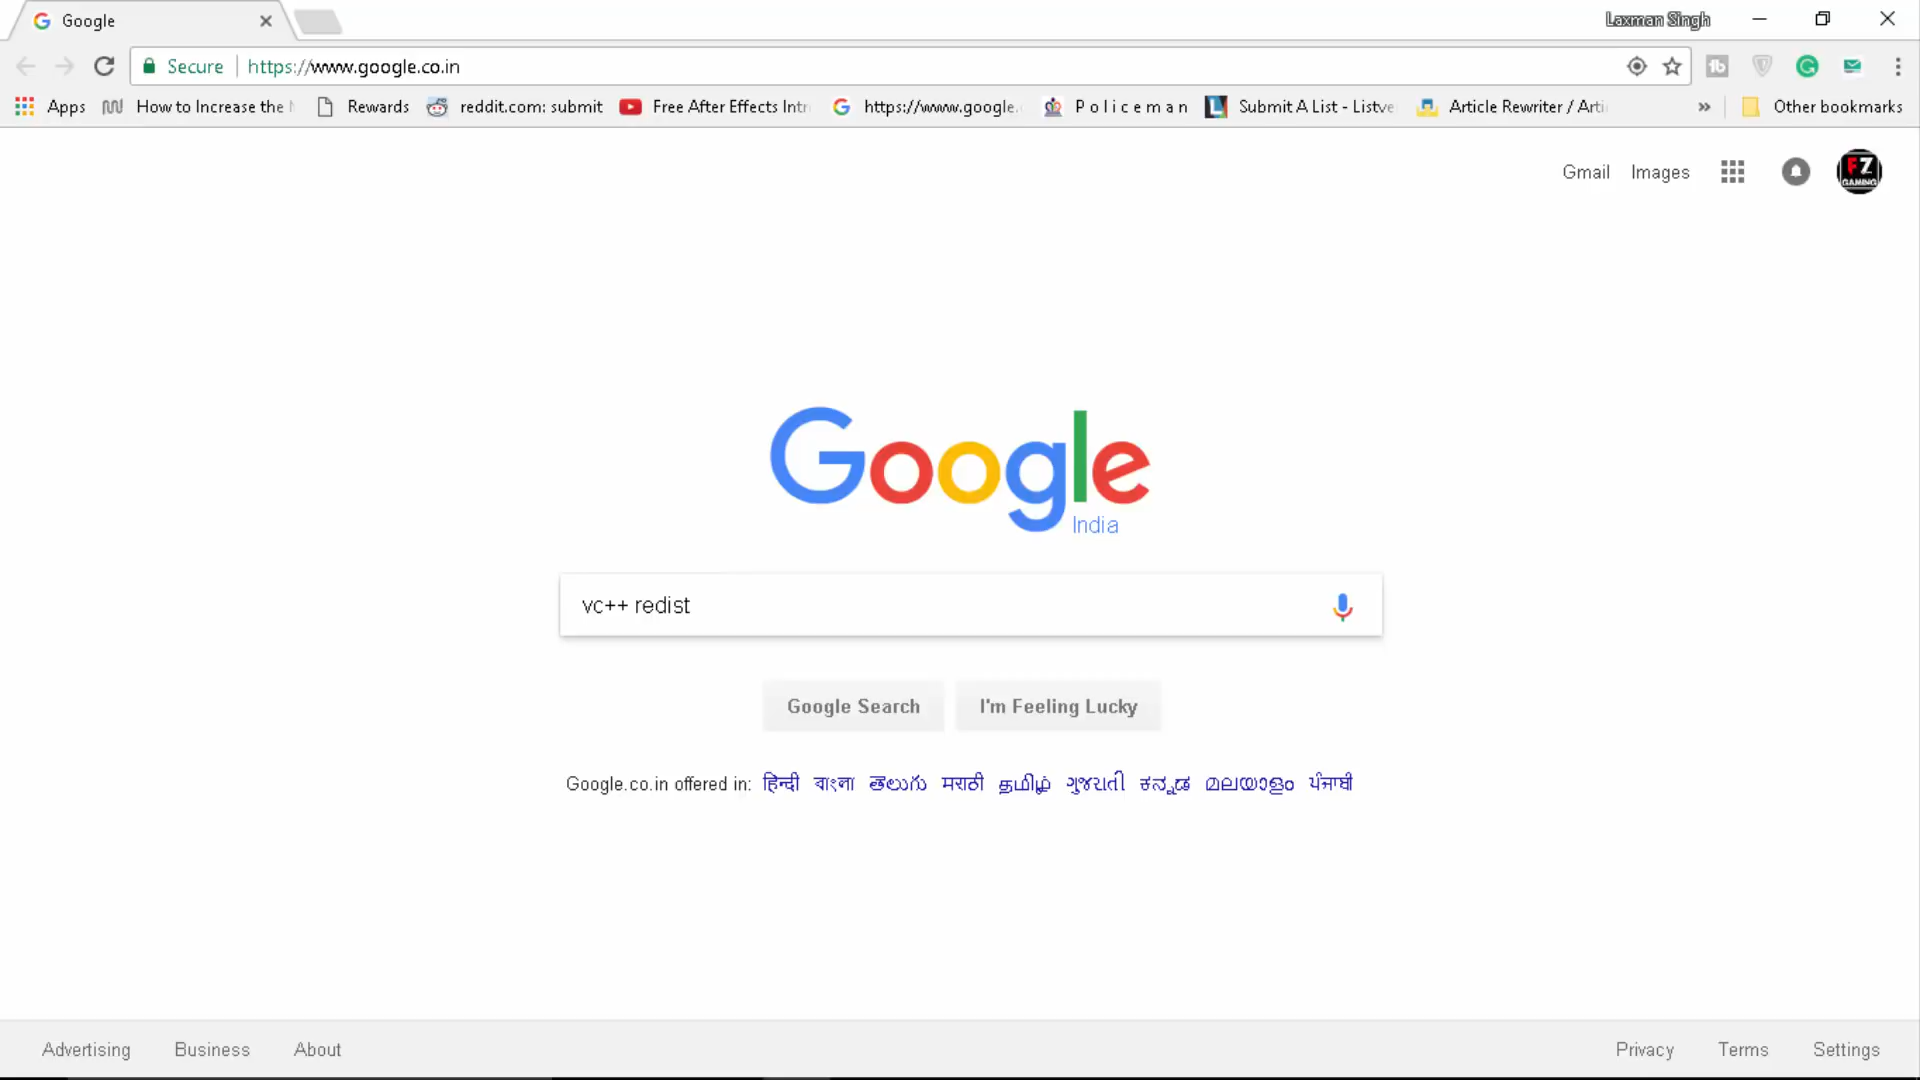 Google
Laxman Singh
Secure https://www.google.co.in
Apps How to Increase the Rewards reddit.com: submit Free After Effects Intr https://www.google. P o l i c e m a n Submit A List - Listve Article Rewriter / Arti » Other bookmarks
Gmail Images
FZ
GAMING
Google
India
vc++ redist
Google Search I'm Feeling Lucky
Google.co.in offered in: हिन्दी বাংলা తెలుగు मराठी தமிழ் ગુજરાતી ಕನ್ನಡ മലയാളം ਪੰਜਾਬੀ
Advertising Business About Privacy Terms Settings